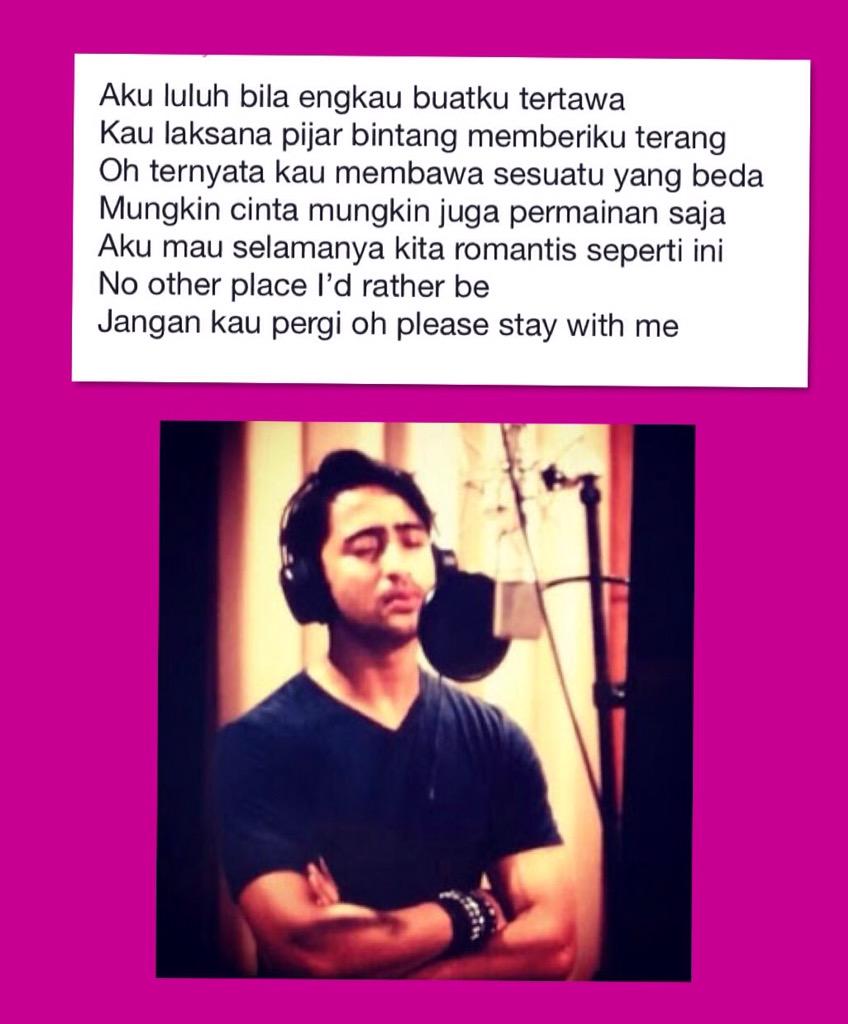 Aku luluh bila engkau buatku tertawa
Kau laksana pijar bintang memberiku terang
Oh ternyata kau membawa sesuatu yang beda
Mungkin cinta mungkin juga permainan saja
Aku mau selamanya kita romantis seperti ini
No other place I'd rather be
Jangan kau pergi oh please stay with me